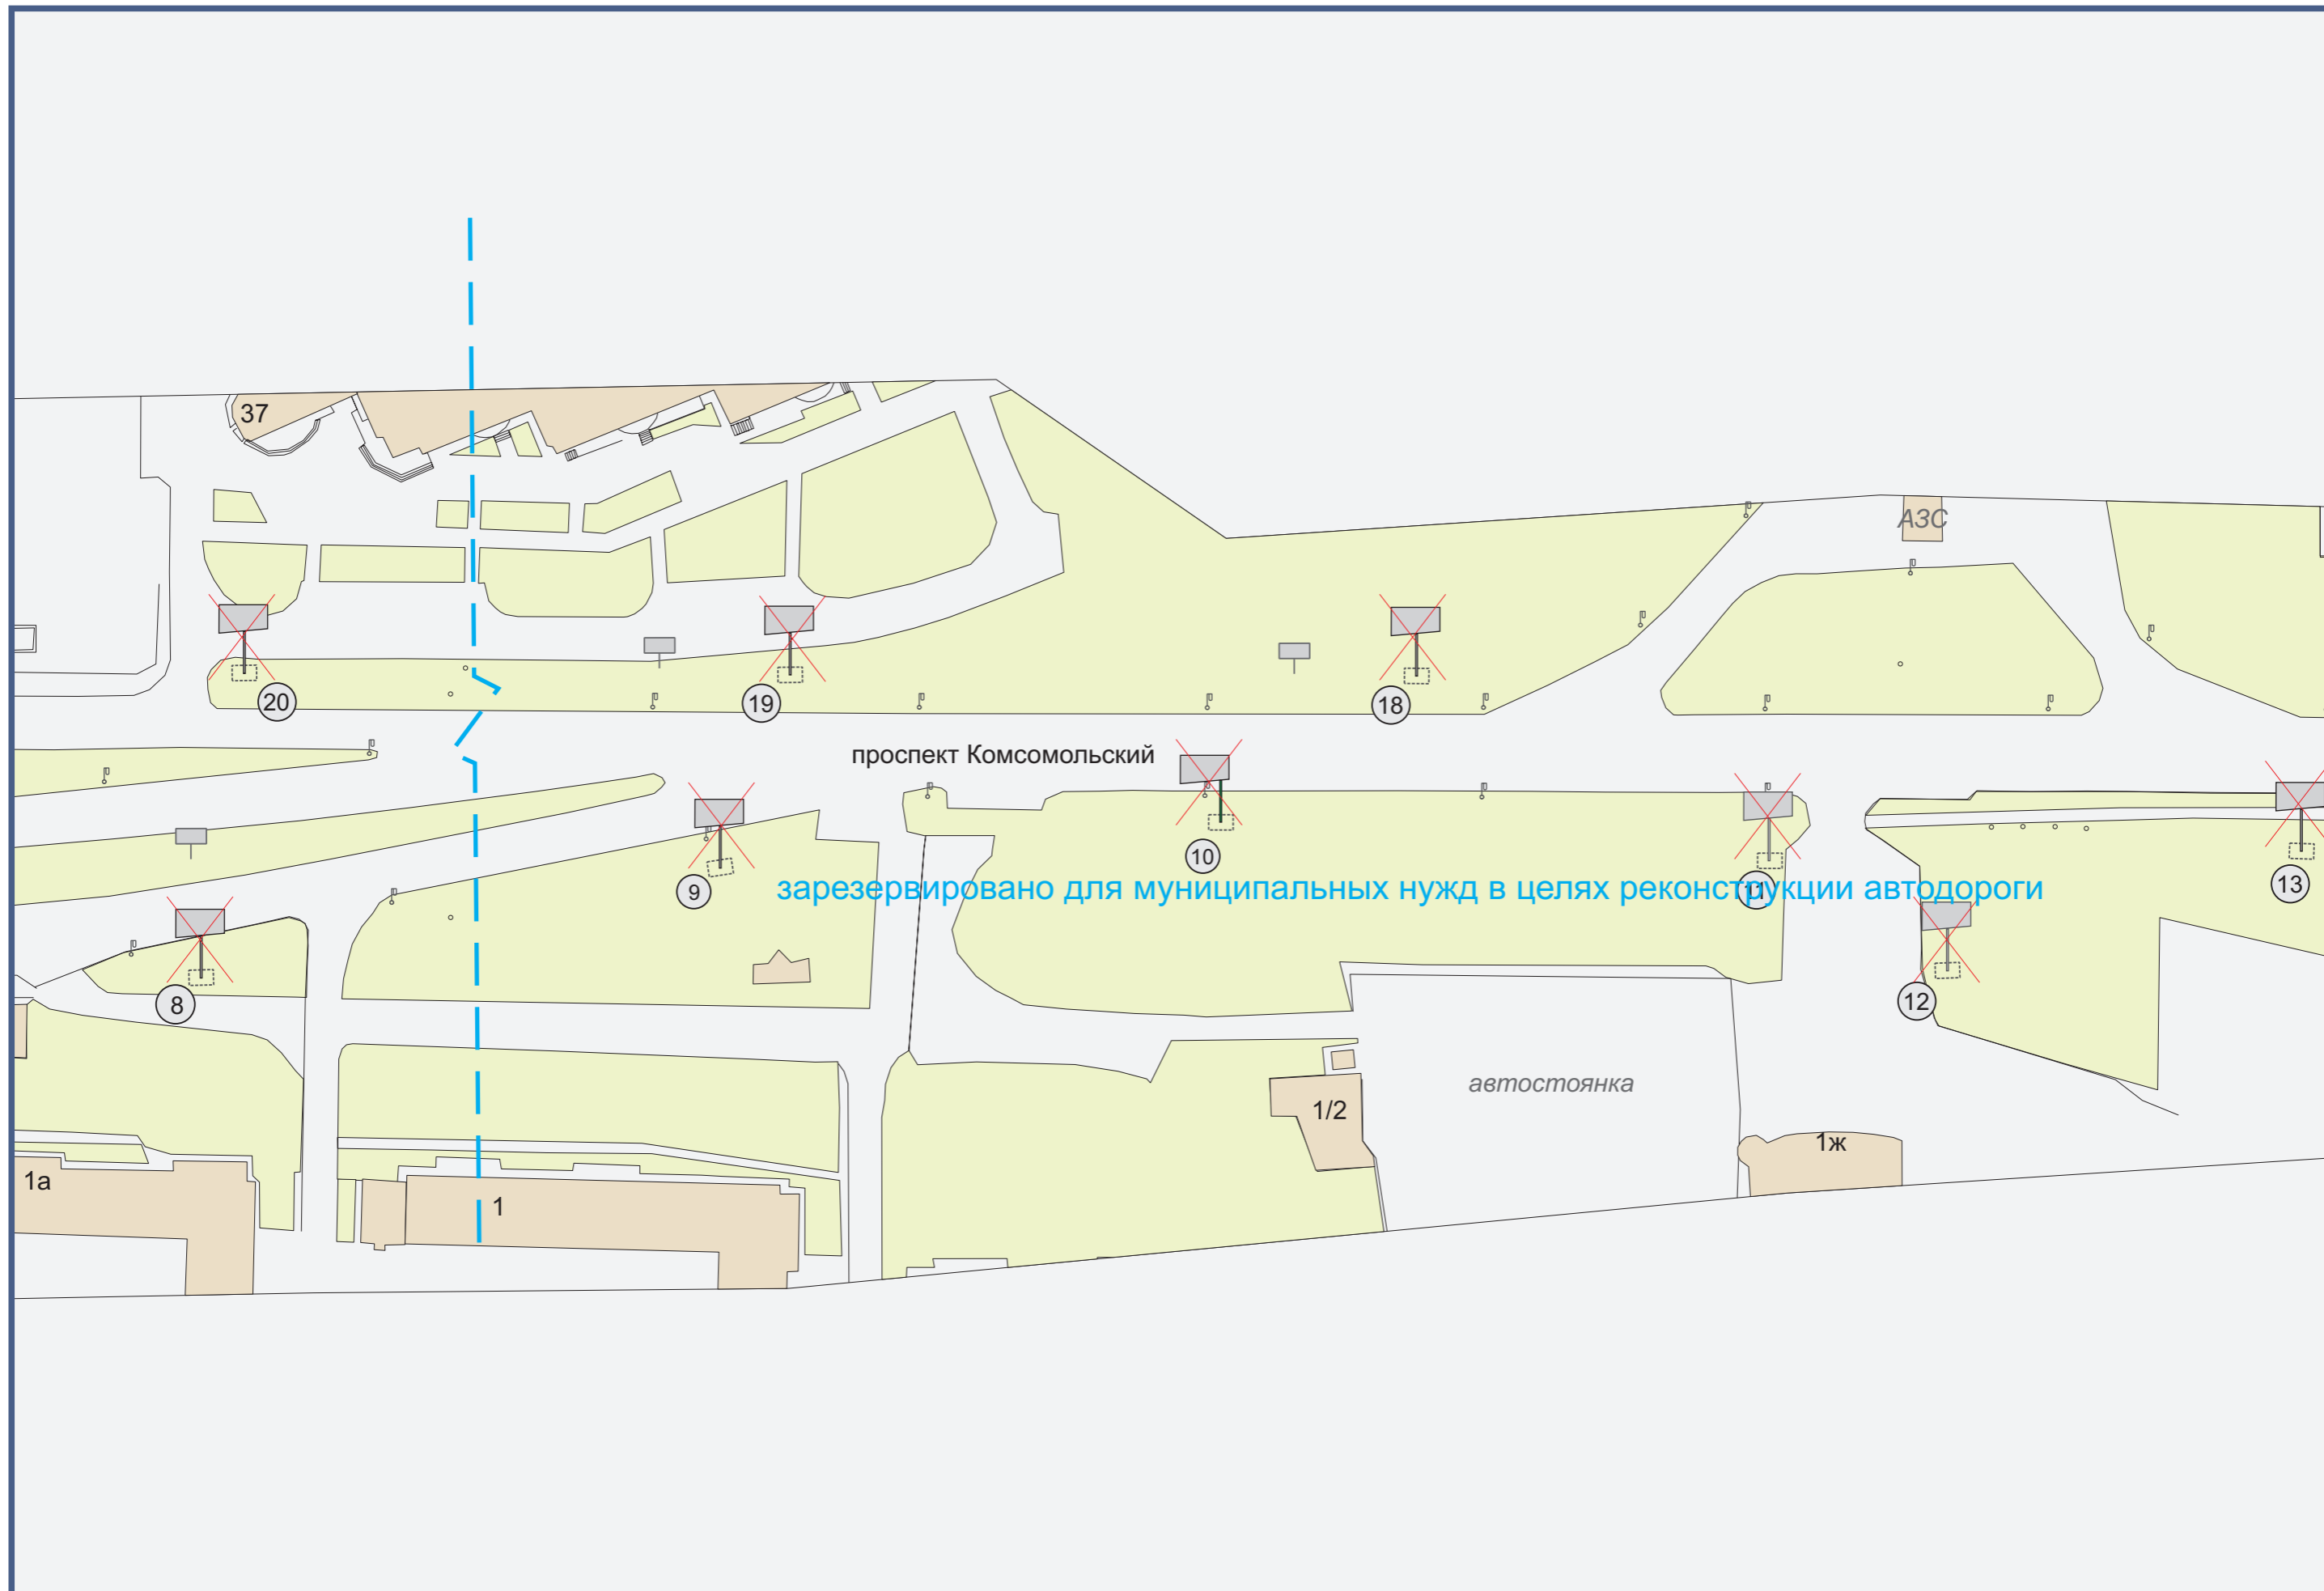 37
АЗС
20
19
18
проспект Комсомольский
9
10
11
13
зарезервировано для муниципальных нужд в целях реконструкции автодороги
8
12
автостоянка
1/2
1ж
1а
1